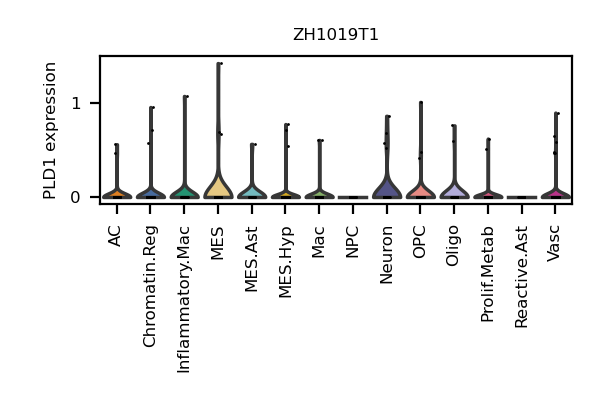 ZH1019T1
PLD1 expression
1
0
AC
Chromatin.Reg
Inflammatory.Mac
MES
MES.Ast
MES.Hyp
Mac
NPC
Neuron
OPC
Oligo
Prolif.Metab
Reactive.Ast
Vasc